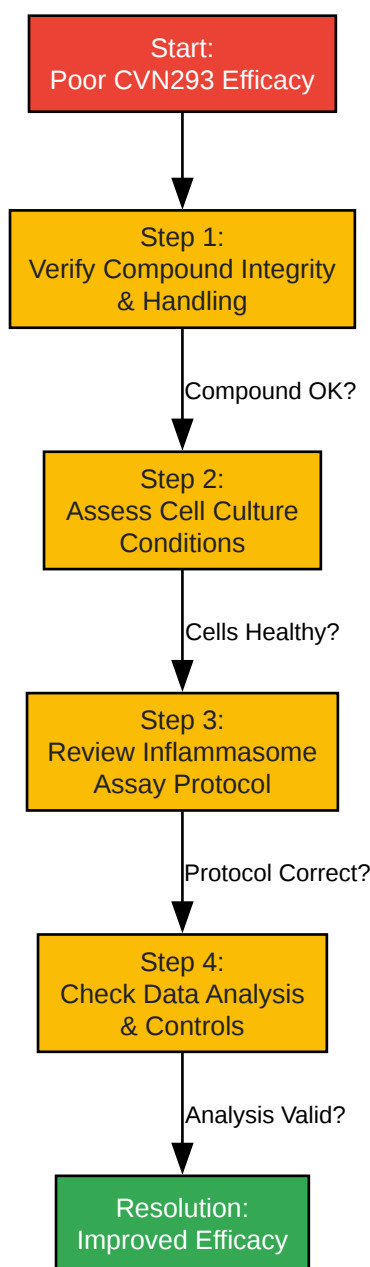 Start:
Poor CVN293 Efficacy
Step 1:
Verify Compound Integrity
& Handling
Compound OK?
Step 2:
Assess Cell Culture
Conditions
Cells Healthy?
Step 3:
Review Inflammasome
Assay Protocol
Protocol Correct?
Step 4:
Check Data Analysis
& Controls
Analysis Valid?
Resolution:
Improved Efficacy